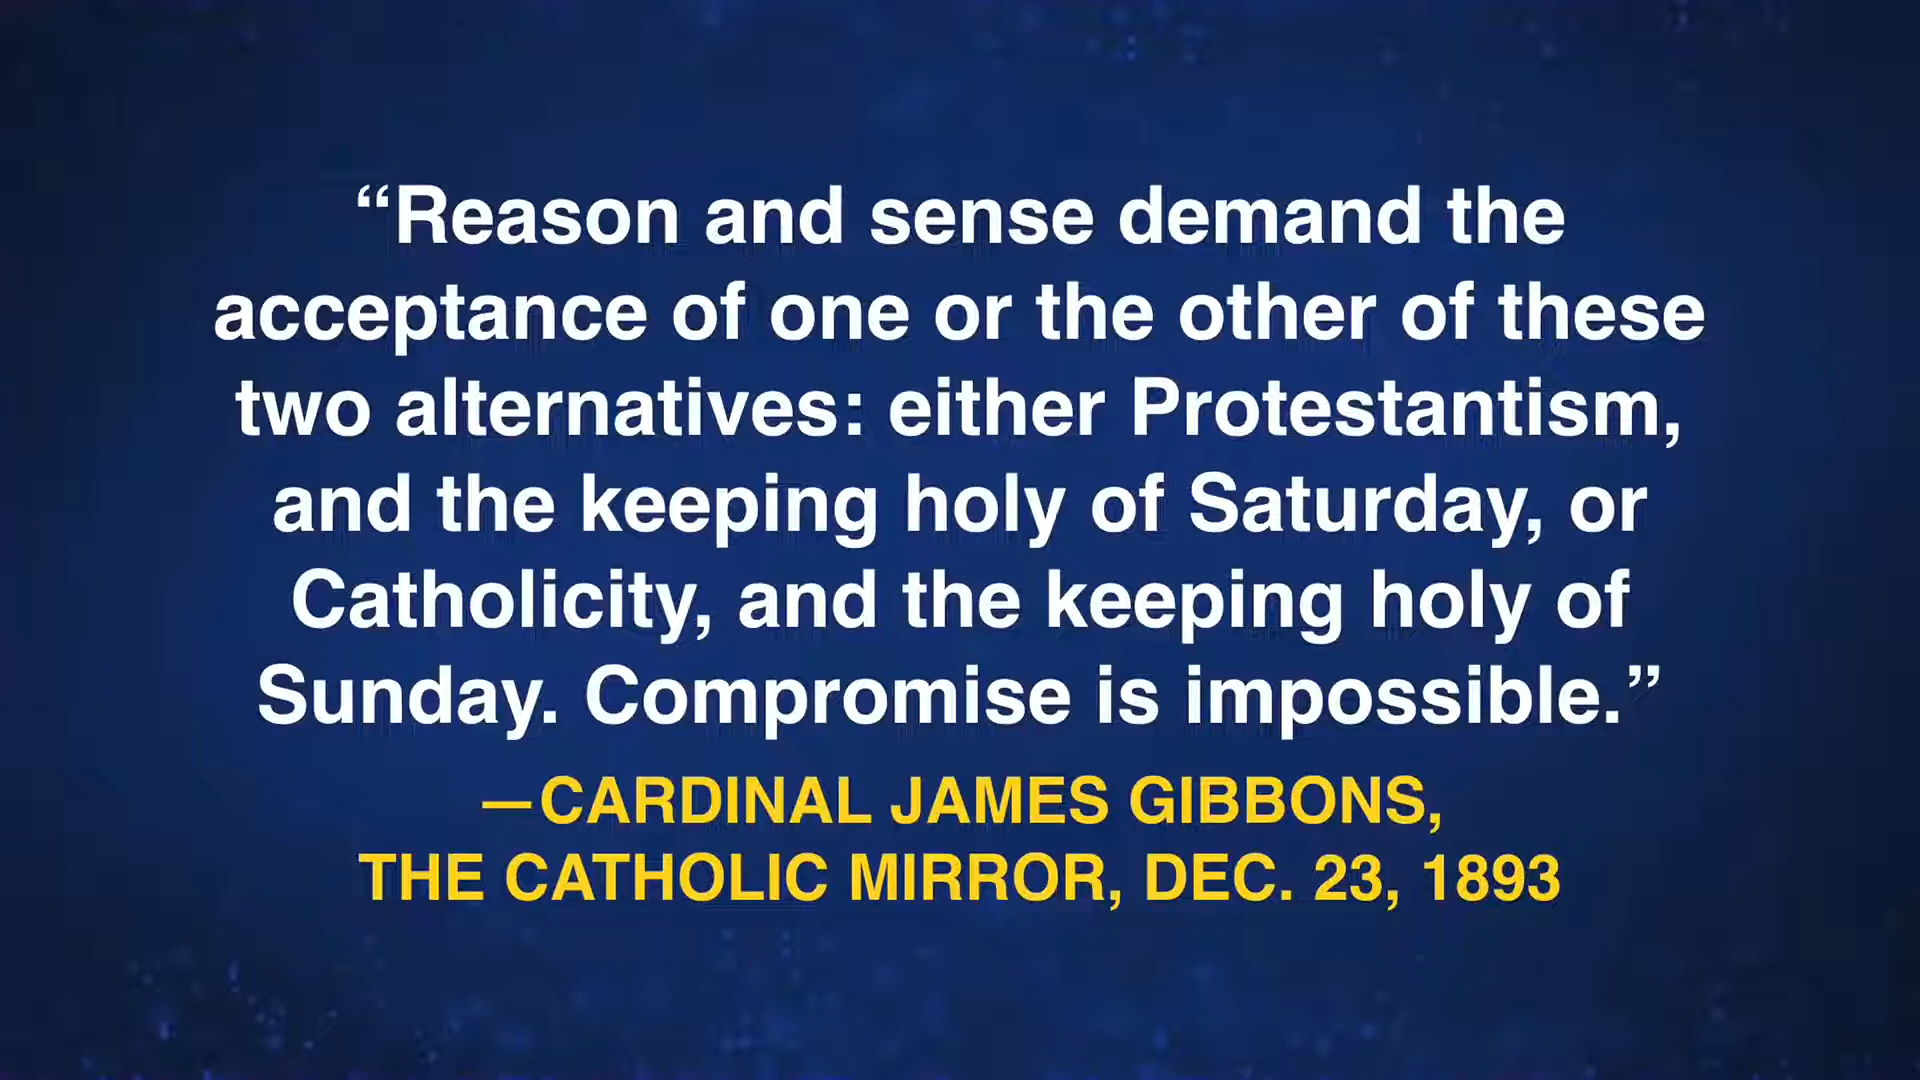 “Reason and sense demand the
acceptance of one or the other of these
two alternatives: either Protestantism,
and the keeping holy of Saturday, or
Catholicity, and the keeping holy of
Sunday. Compromise is impossible.”
—CARDINAL JAMES GIBBONS,
THE CATHOLIC MIRROR, DEC. 23, 1893